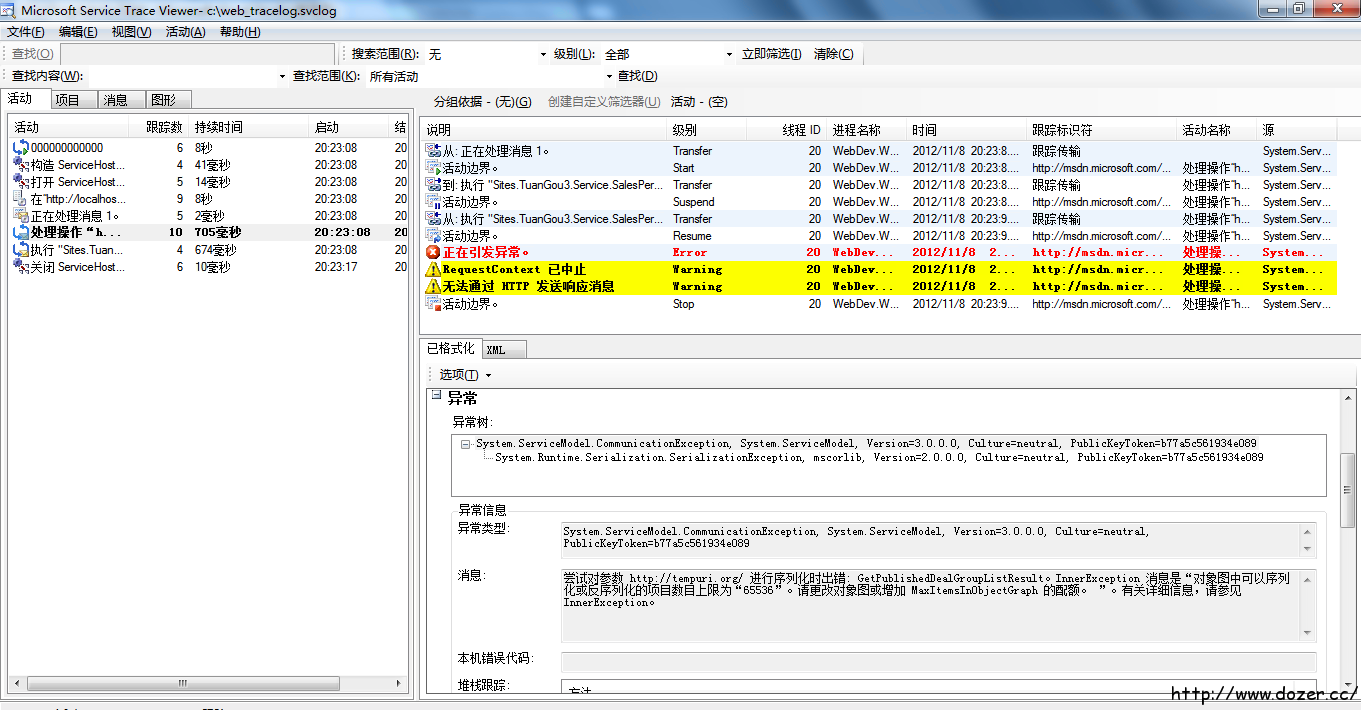 Microsoft Service Trace Viewer- c:\web_tracelog.svclog
文件(F) 编辑(E) 视图(V) 活动(A) 帮助(H)
查找(O) 搜索范围(R): 无 级别(L): 全部 立即筛选(I) 清除(C)
查找内容(W): 查找范围(K): 所有活动 查找(D)
活动 项目 消息 图形
活动 跟踪数 持续时间 启动 结
000000000000 6 8秒 20:23:08 20
构造 ServiceHost... 4 41毫秒 20:23:08 20
打开 ServiceHost... 5 14毫秒 20:23:08 20
在"http://localhos... 9 8秒 20:23:08 20
正在处理消息 1。 5 2毫秒 20:23:08 20
处理操作“h... 10 705毫秒 20:23:08 20
执行 "Sites.Tuan... 4 674毫秒 20:23:08 20
关闭 ServiceHost... 6 10毫秒 20:23:17 20
分组依据 - (无)(G) 创建自定义筛选器(U) 活动 - (空)
说明 级别 线程 ID 进程名称 时间 跟踪标识符 活动名称 源
从: 正在处理消息 1。 Transfer 20 WebDev.W... 2012/11/8 20:23:8.... 跟踪传输 System.Serv...
活动边界。 Start 20 WebDev.W... 2012/11/8 20:23:8.... http://msdn.microsoft.com/... 处理操作"h... System.Serv...
到: 执行 "Sites.TuanGou3.Service.SalesPer... Transfer 20 WebDev.W... 2012/11/8 20:23:8.... 跟踪传输 System.Serv...
活动边界。 Suspend 20 WebDev.W... 2012/11/8 20:23:8.... http://msdn.microsoft.com/... 处理操作"h... System.Serv...
从: 执行 "Sites.TuanGou3.Service.SalesPer... Transfer 20 WebDev.W... 2012/11/8 20:23:9.... 跟踪传输 System.Serv...
活动边界。 Resume 20 WebDev.W... 2012/11/8 20:23:9.... http://msdn.microsoft.com/... 处理操作"h... System.Serv...
正在引发异常。 Error 20 WebDev... 2012/11/8 2... http://msdn.micr... 处理操... System...
RequestContext 已中止 Warning 20 WebDev... 2012/11/8 2... http://msdn.micr... 处理操... System...
无法通过 HTTP 发送响应消息 Warning 20 WebDev... 2012/11/8 2... http://msdn.micr... 处理操... System...
活动边界。 Stop 20 WebDev.W... 2012/11/8 20:23:9.... http://msdn.microsoft.com/... 处理操作"h... System.Serv...
已格式化 XML
选项(T)
异常
异常树:
System.ServiceModel.CommunicationException, System.ServiceModel, Version=3.0.0.0, Culture=neutral, PublicKeyToken=b77a5c561934e089
System.Runtime.Serialization.SerializationException, mscorlib, Version=2.0.0.0, Culture=neutral, PublicKeyToken=b77a5c561934e089
异常信息
异常类型:
System.ServiceModel.CommunicationException, System.ServiceModel, Version=3.0.0.0, Culture=neutral,
PublicKeyToken=b77a5c561934e089
消息:
尝试对参数 http://tempuri.org/ 进行序列化时出错: GetPublishedDealGroupListResult。InnerException 消息是“对象图中可以序列
化或反序列化的项目数目上限为“65536”。请更改对象图或增加 MaxItemsInObjectGraph 的配额。 ”。有关详细信息，请参见
InnerException。
本机错误代码:
堆栈跟踪:
方法
http://www.dozer.cc/